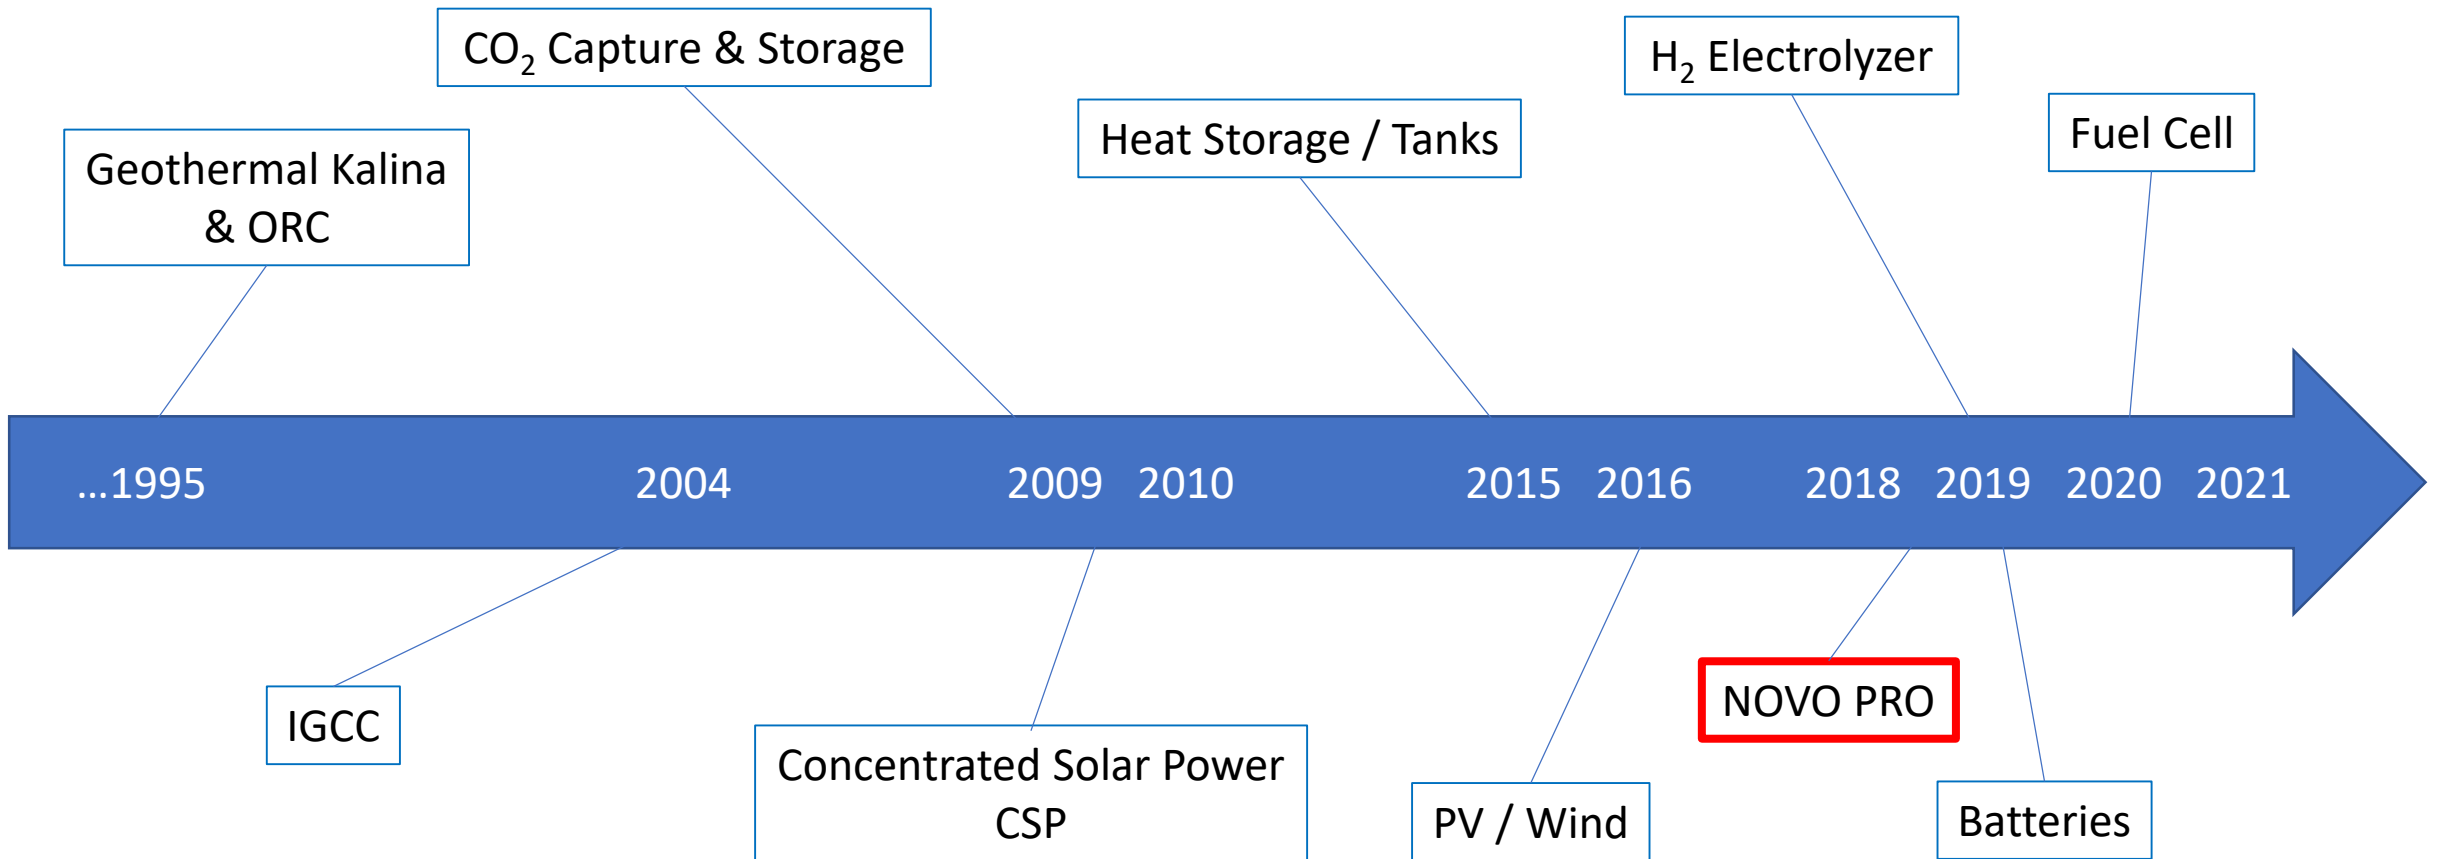 CO₂ Capture & Storage
H₂ Electrolyzer
Geothermal Kalina
& ORC
Heat Storage / Tanks
Fuel Cell
...1995 2004 2009 2010 2015 2016 2018 2019 2020 2021
IGCC
Concentrated Solar Power
CSP
PV / Wind
NOVO PRO
Batteries